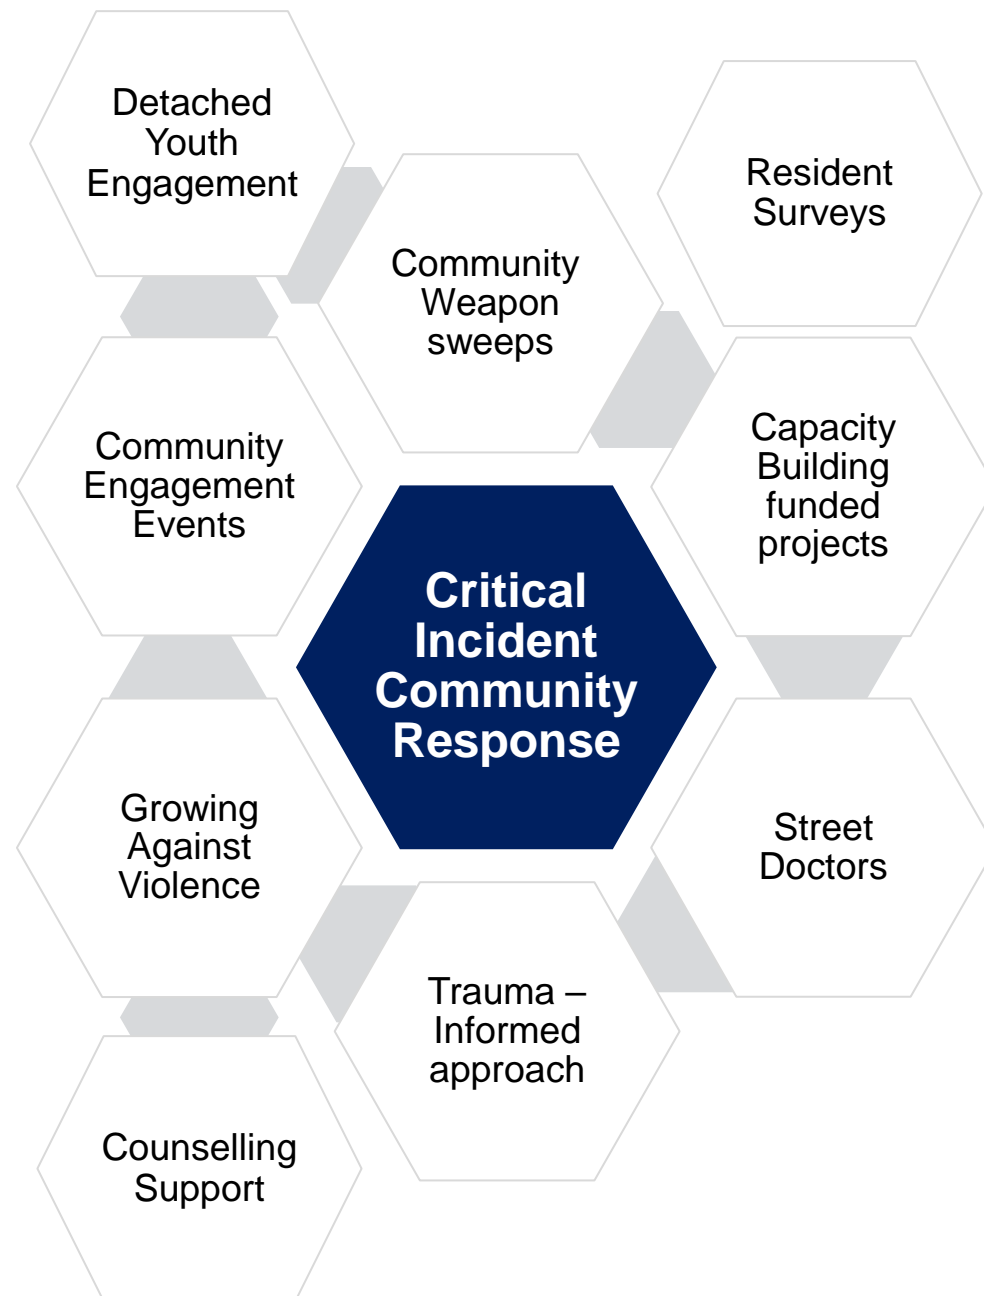 Detached
Youth
Engagement
Resident
Surveys
Community
Weapon
sweeps
Community
Engagement
Events
Capacity
Building
funded
projects
Critical
Incident
Community
Response
Growing
Against
Violence
Street
Doctors
Trauma –
Informed
approach
Counselling
Support